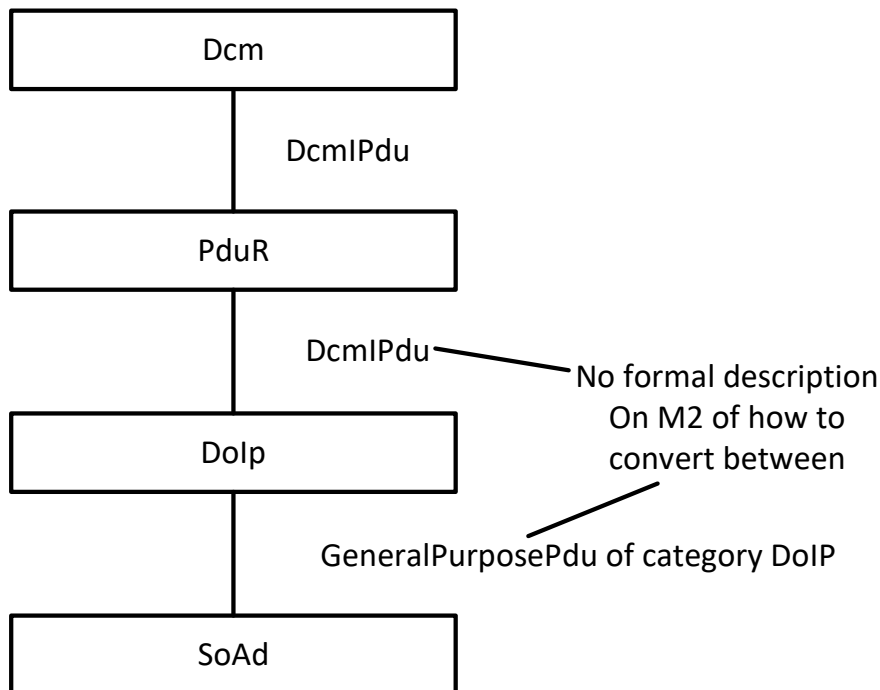 Dcm
DcmIPdu
PduR
DcmIPdu
No formal description
On M2 of how to
convert between
DoIp
GeneralPurposePdu of category DoIP
SoAd